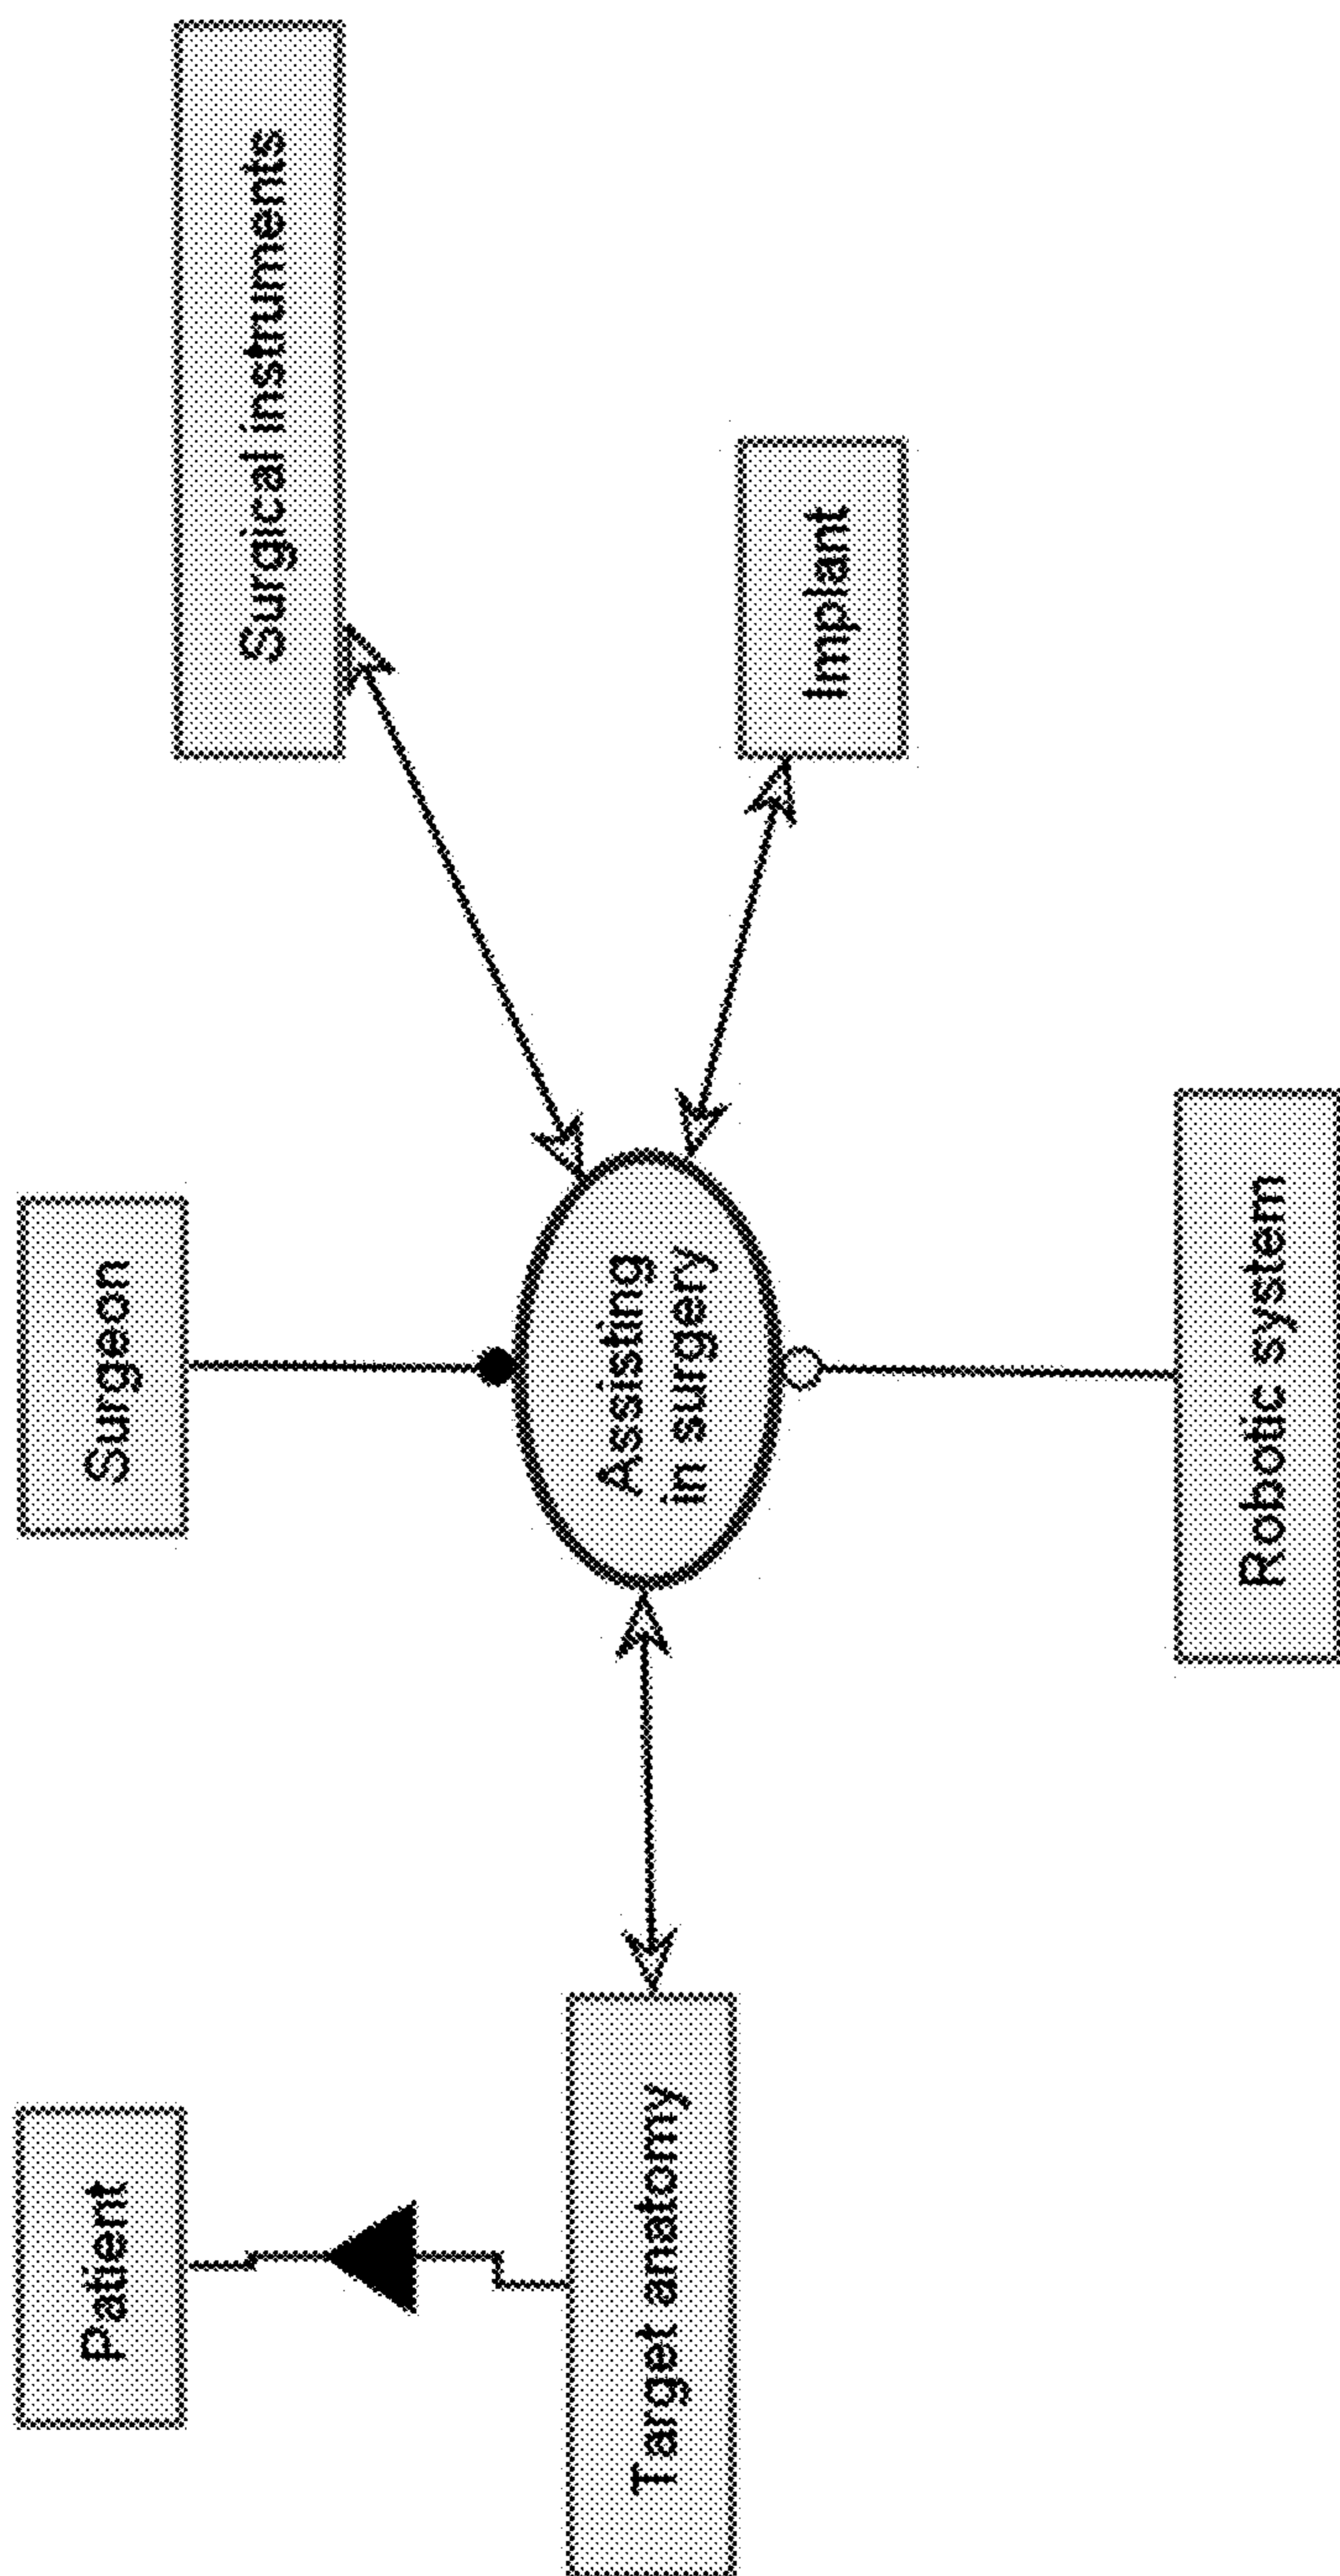 Patient
Surgeon
Surgical instruments
Target anatomy
Assisting
in surgery
Implant
Robotic system